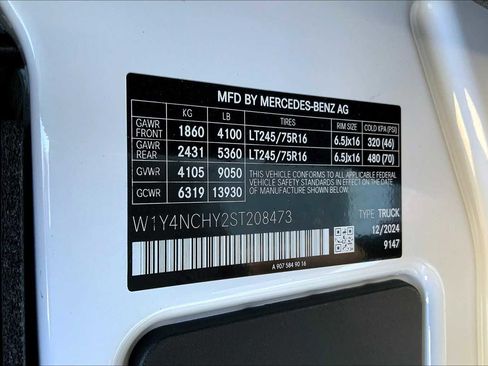 MFD BY MERCEDES-BENZ AG
KG LB TIRES RIM SIZE COLD KPA (PSI)
GAWR FRONT 1860 4100 LT245/75R16 6.5Jx16 320 (46)
GAWR REAR 2431 5360 LT245/75R16 6.5Jx16 480 (70)
GVWR 4105 9050
GCWR 6319 13930
THIS VEHICLE CONFORMS TO ALL APPLICABLE FEDERAL
VEHICLE SAFETY STANDARDS IN EFFECT ON THE DATE
OF MANUFACTURE SHOWN ABOVE.
W1Y4NCHY2ST208473
TYPE: TRUCK
12/2024
9147
A 907 584 90 16